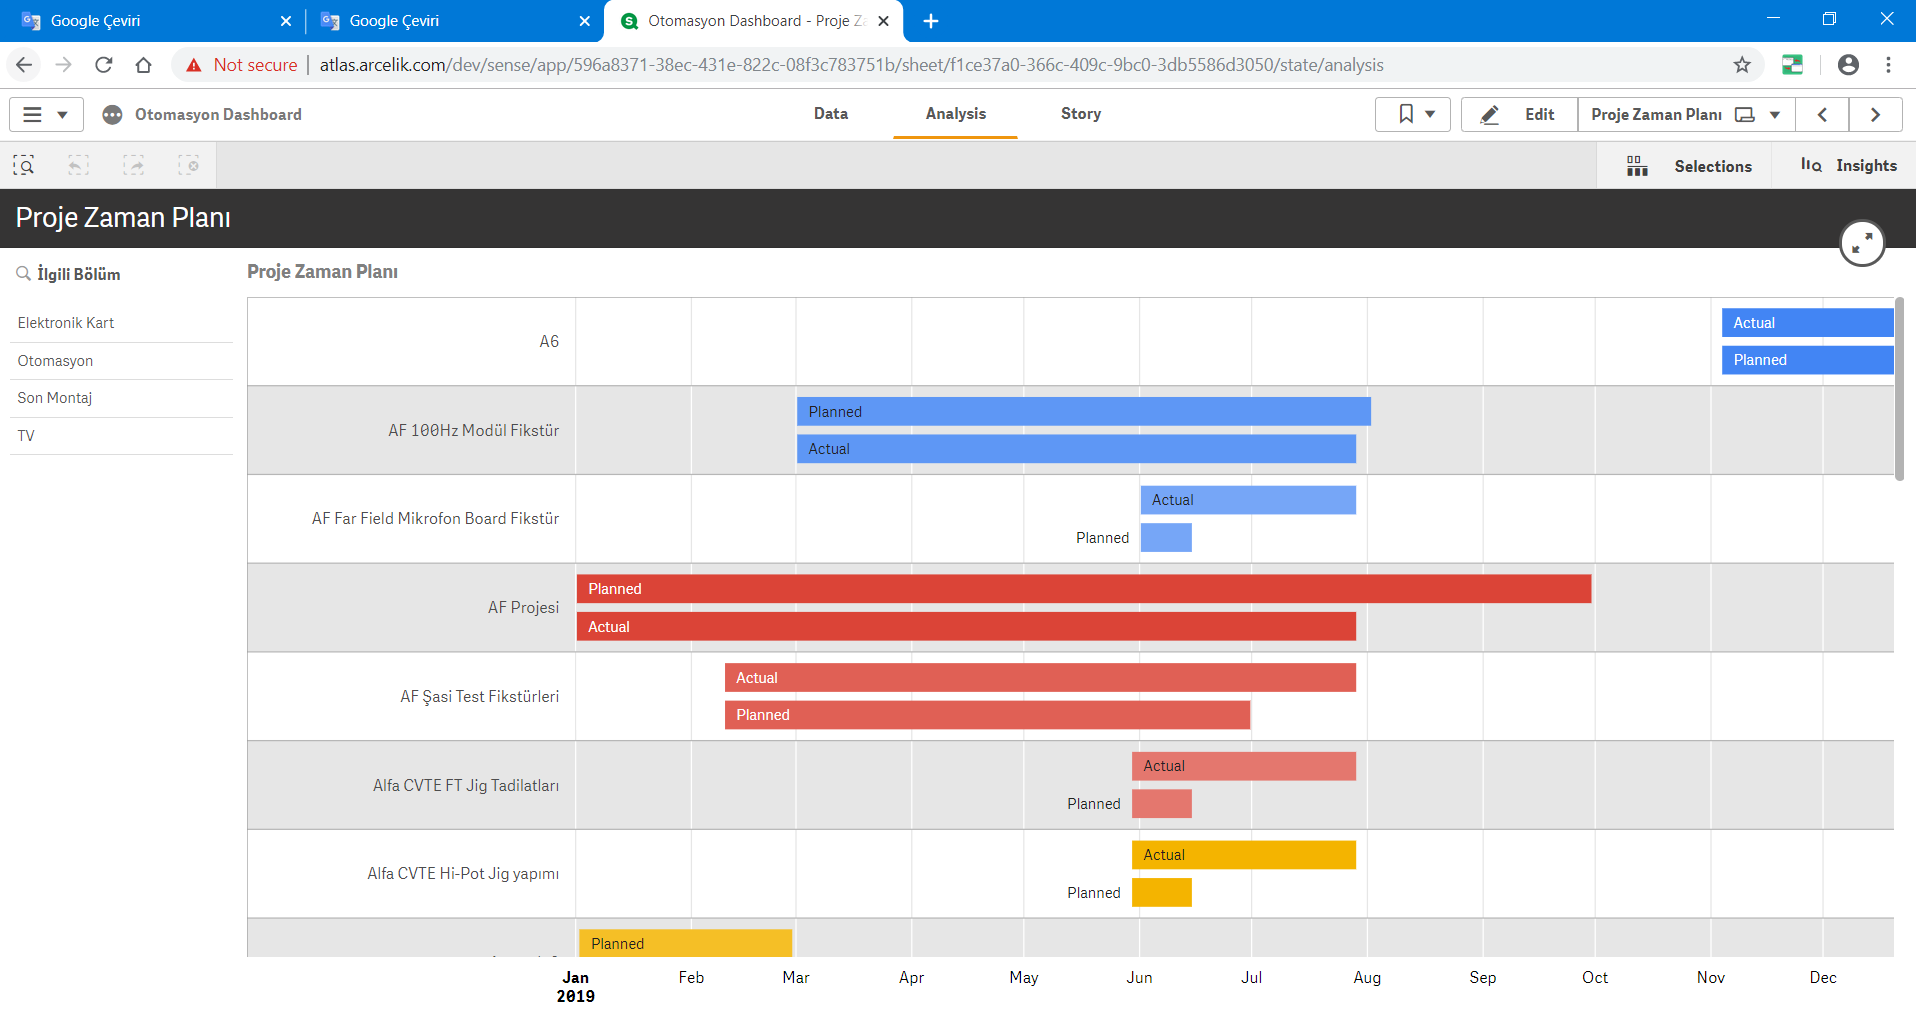 Google Çeviri
Google Çeviri
Otomasyon Dashboard - Proje Z
Not secure | atlas.arcelik.com/dev/sense/app/596a8371-38ec-431e-822c-08f3c783751b/sheet/f1ce37a0-366c-409c-9bc0-3db5586d3050/state/analysis
Otomasyon Dashboard
Data
Analysis
Story
Edit
Proje Zaman Planı
Selections
Insights
Proje Zaman Planı
İlgili Bölüm
Elektronik Kart
Otomasyon
Son Montaj
TV
Proje Zaman Planı
A6
Actual
Planned
AF 100Hz Modül Fikstür
Planned
Actual
AF Far Field Mikrofon Board Fikstür
Actual
Planned
AF Projesi
Planned
Actual
AF Şasi Test Fikstürleri
Actual
Planned
Alfa CVTE FT Jig Tadilatları
Actual
Planned
Alfa CVTE Hi-Pot Jig yapımı
Actual
Planned
Planned
Jan Feb Mar Apr May Jun Jul Aug Sep Oct Nov Dec
2019